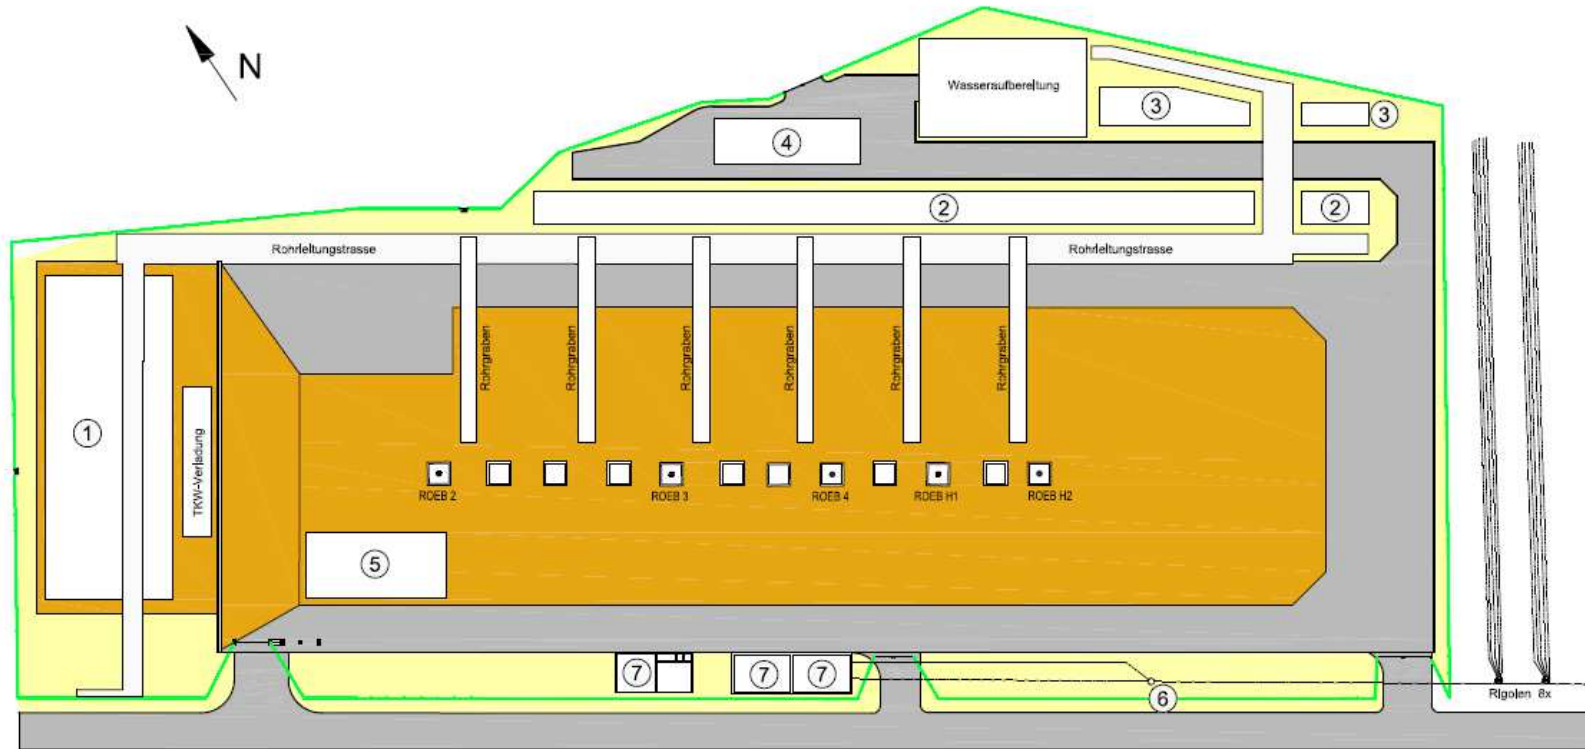 N
Wasseraufbereitung
③
③
④
②
②
Rohrleitungstrasse
Rohrleitungstrasse
Rohrgraben
Rohrgraben
Rohrgraben
Rohrgraben
Rohrgraben
Rohrgraben
①
TKW-Verladung
ROEB 2
ROEB 3
ROEB 4
ROEB H1
ROEB H2
⑤
⑦
⑦
⑦
⑥
Rigolen 8x